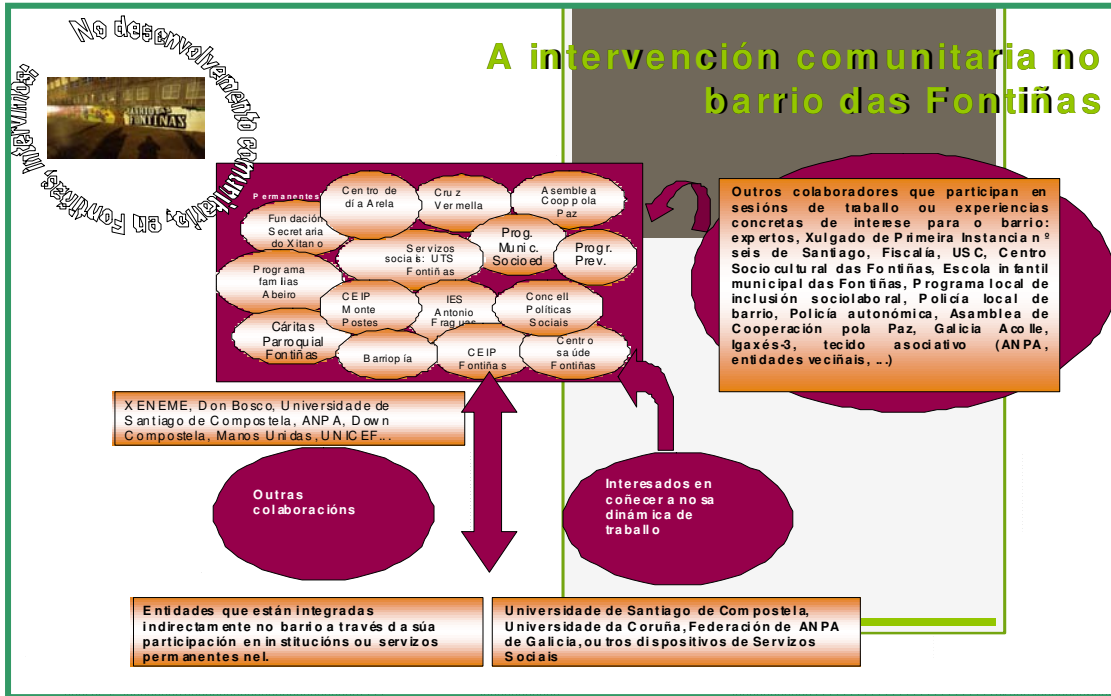 No desenvolvemento comunitario, en Fontiñas, intervimos:
BARRIO DAS
FONTIÑAS
A intervención comunitaria no
barrio das Fontiñas
Permanentes
Centro de
día Arela
Cruz
Vermella
Asemblea
Coop pola
Paz
Fundación
Secretaria
do Xitano
Servizos
sociais: UTS
Fontiñas
Prog.
Munic.
Socioed
Progr.
Prev.
Programa
familias
Abeiro
CEIP
Monte
Postes
IES
Antonio
Fraguas
Concell
Políticas
Sociais
Cáritas
Parroquial
Fontiñas
Barriopía
CEIP
Fontiñas
Centro
saúde
Fontiñas
Outros colaboradores que participan en
sesións de traballo ou experiencias
concretas de interese para o barrio:
expertos, Xulgado de Primeira Instancia nº
seis de Santiago, Fiscalía, USC, Centro
Sociocultural das Fontiñas, Escola infantil
municipal das Fontiñas, Programa local de
inclusión sociolaboral, Policía local de
barrio, Policía autonómica, Asamblea de
Cooperación pola Paz, Galicia Acolle,
Igaxés-3, tecido asociativo (ANPA,
entidades veciñais, ...)
XENEME, Don Bosco, Universidade de
Santiago de Compostela, ANPA, Down
Compostela, Manos Unidas, UNICEF...
Outras
colaboracións
Interesados en
coñecer a nosa
dinámica de
traballo
Entidades que están integradas
indirectamente no barrio a través da súa
participación en institucións ou servizos
permanentes nel.
Universidade de Santiago de Compostela,
Universidade da Coruña, Federación de ANPA
de Galicia, outros dispositivos de Servizos
Sociais